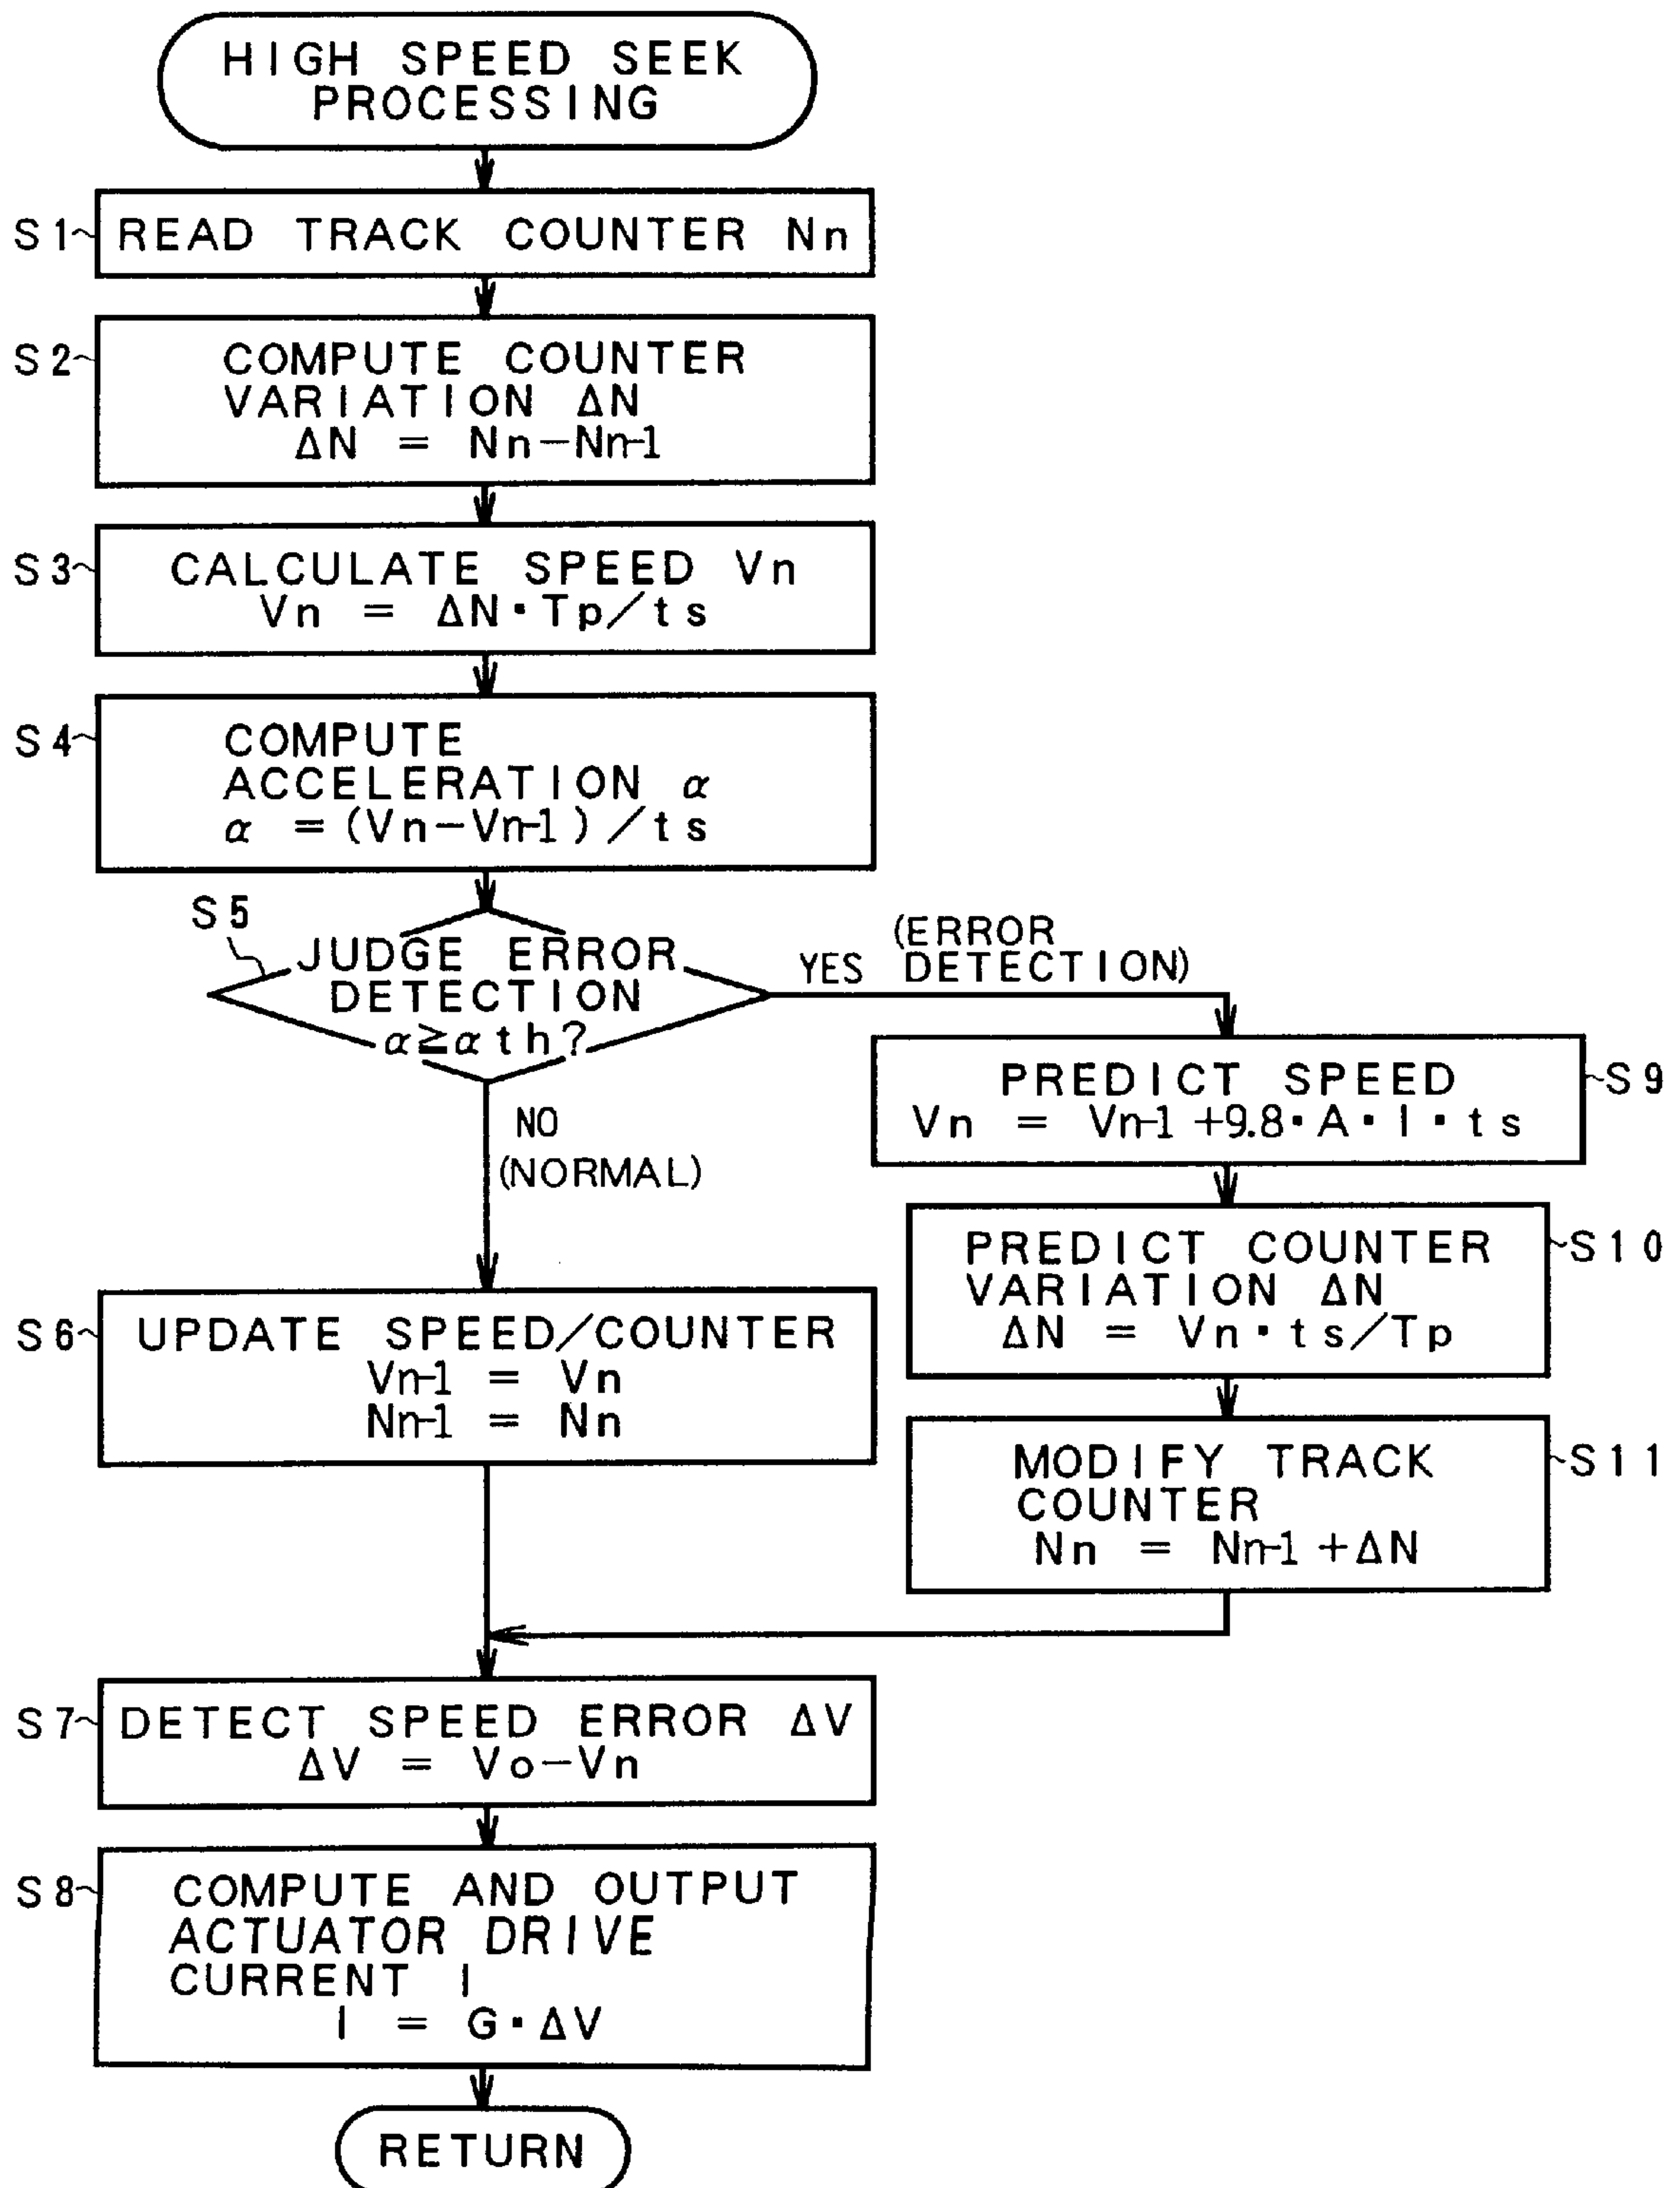 HIGH SPEED SEEK
PROCESSING
S1
READ TRACK COUNTER Nn
S2
COMPUTE COUNTER
VARIATION ΔN
ΔN = Nn-Nn-1
S3
CALCULATE SPEED Vn
Vn = ΔN·Tp/ts
S4
COMPUTE
ACCELERATION α
α = (Vn-Vn-1)/ts
S5
JUDGE ERROR
DETECTION
α≧αth?
YES
(ERROR
DETECTION)
NO
(NORMAL)
S9
PREDICT SPEED
Vn = Vn-1+9.8·A·I·ts
S10
PREDICT COUNTER
VARIATION ΔN
ΔN = Vn·ts/Tp
S11
MODIFY TRACK
COUNTER
Nn = Nn-1+ΔN
S6
UPDATE SPEED/COUNTER
Vn-1 = Vn
Nn-1 = Nn
S7
DETECT SPEED ERROR ΔV
ΔV = Vo-Vn
S8
COMPUTE AND OUTPUT
ACTUATOR DRIVE
CURRENT I
I = G·ΔV
RETURN